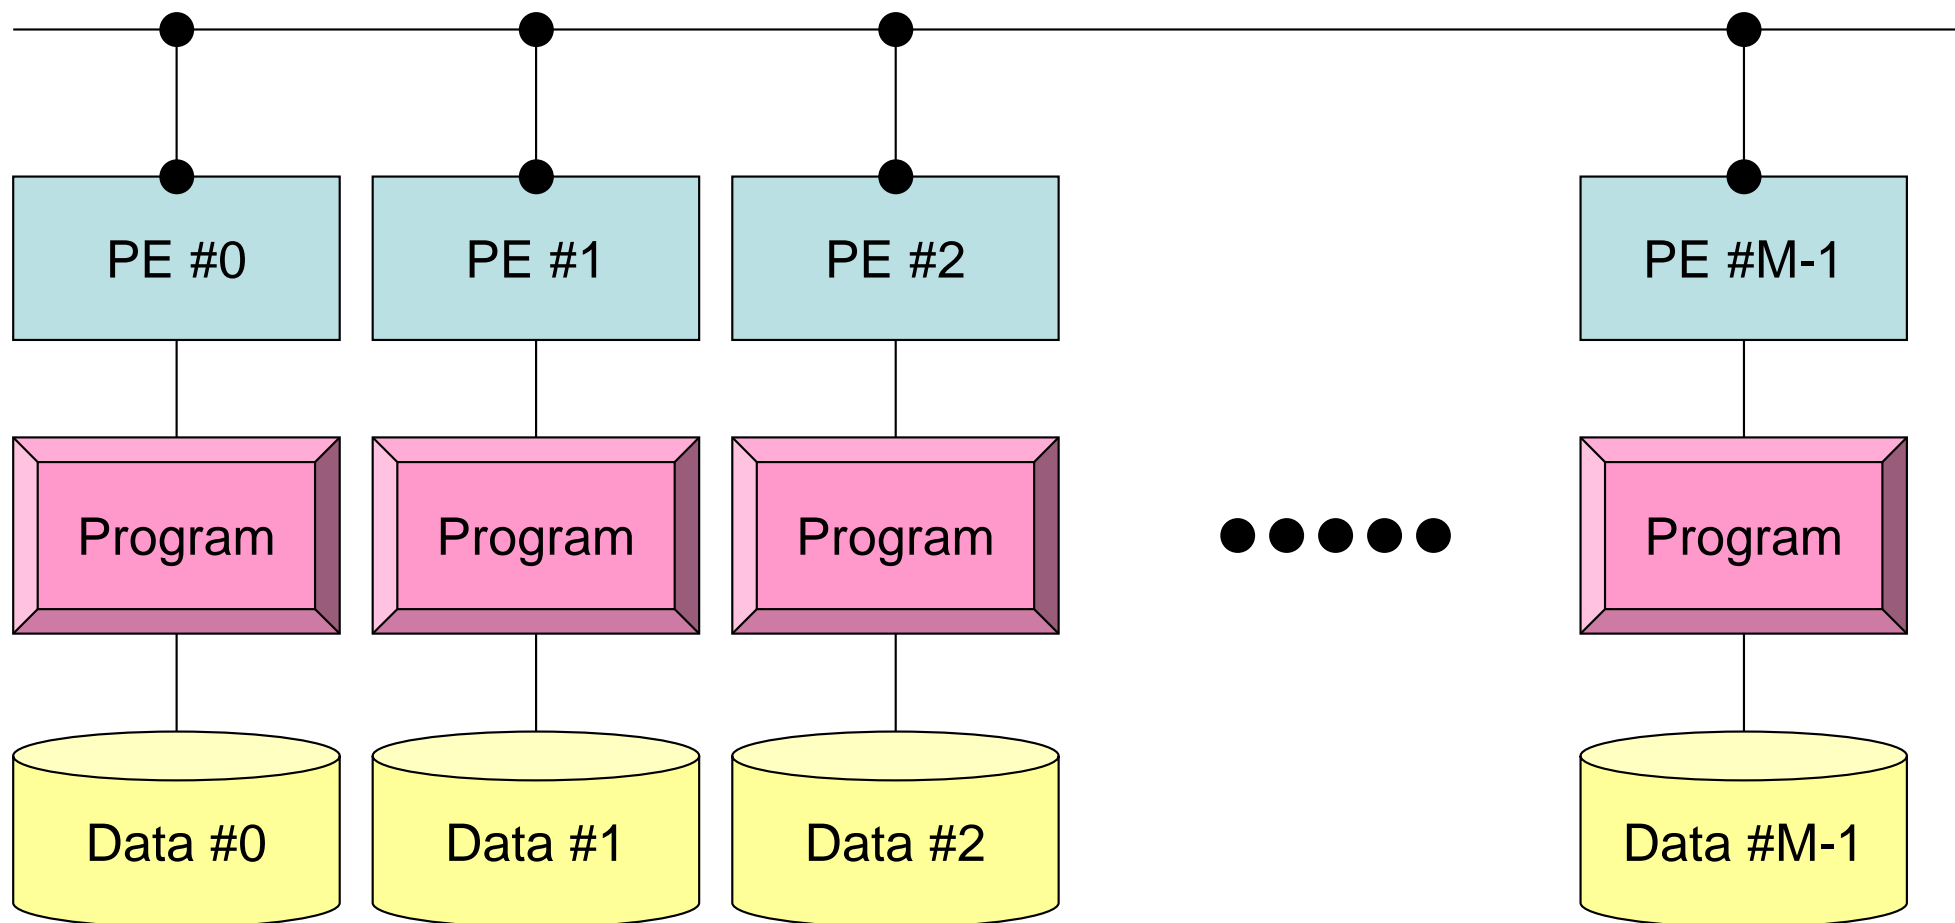 PE #0
PE #1
PE #2
PE #M-1
Program
Program
Program
Program
Data #0
Data #1
Data #2
Data #M-1